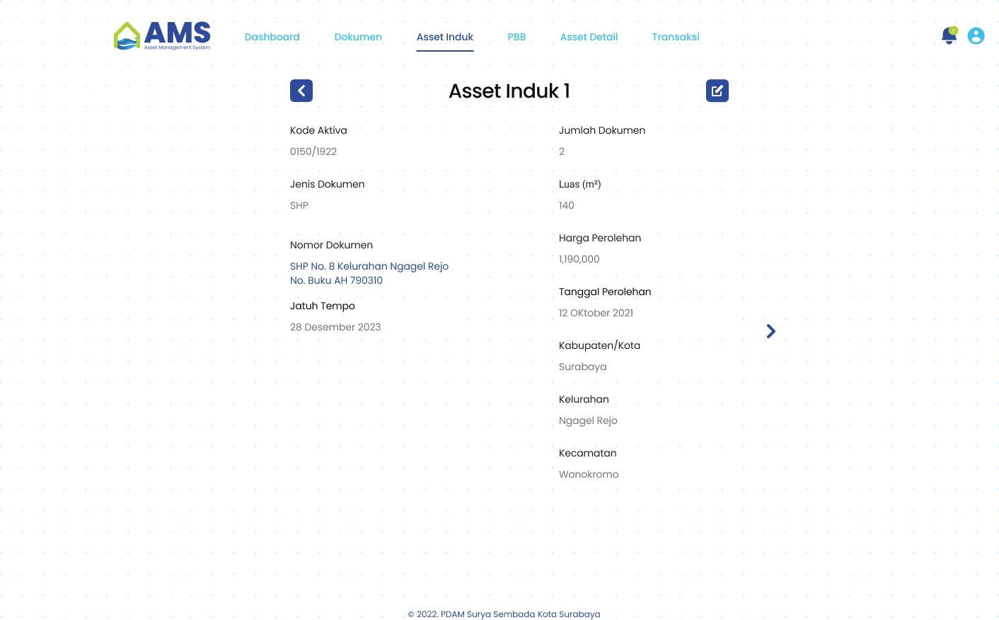 AMS
Asset Management System
Dashboard
Dokumen
Asset Induk
PBB
Asset Detail
Transaksi
2
Asset Induk 1
Kode Aktiva
0150/1922
Jenis Dokumen
SHP
Nomor Dokumen
SHP No. 8 Kelurahan Ngagel Rejo
No. Buku AH 790310
Jatuh Tempo
28 Desember 2023
Jumlah Dokumen
2
Luas (m²)
140
Harga Perolehan
1,190,000
Tanggal Perolehan
12 OKtober 2021
Kabupaten/Kota
Surabaya
Kelurahan
Ngagel Rejo
Kecamatan
Wonokromo
© 2022. PDAM Surya Sembada Kota Surabaya